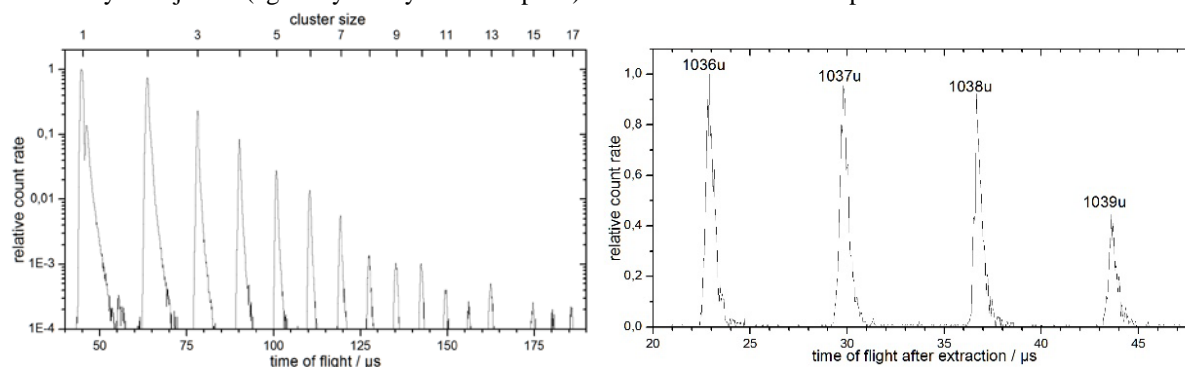 cluster size
1 3 5 7 9 11 13 15 17
relative count rate
1
0,1
0,01
1E-3
1E-4
50 75 100 125 150 175
time of flight / µs
1036u 1037u 1038u 1039u
relative count rate
1,0
0,8
0,6
0,4
0,2
0,0
20 25 30 35 40 45
time of flight after extraction / µs